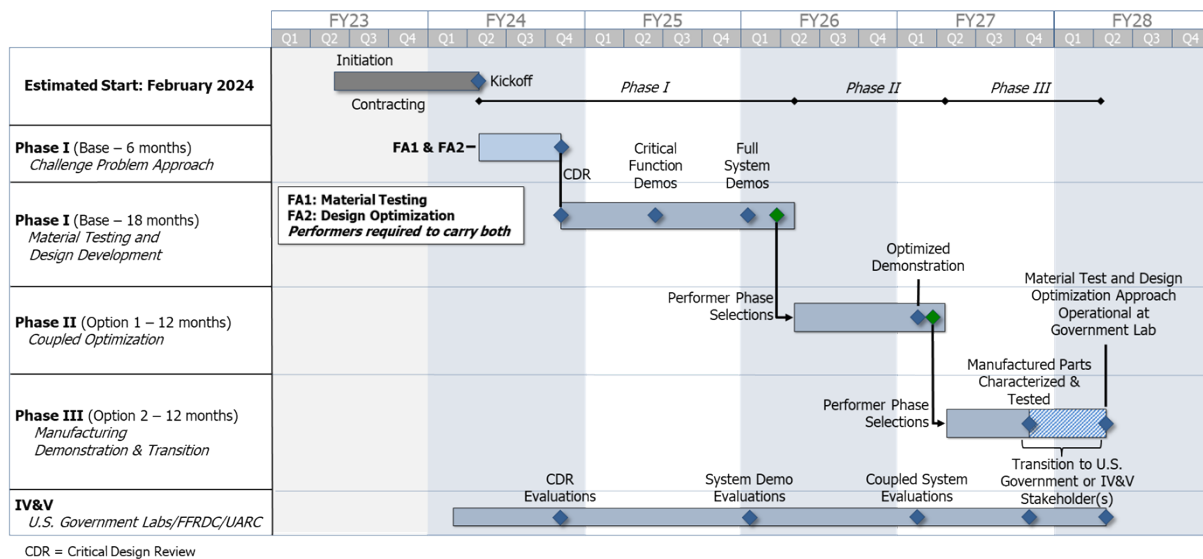 FY23 FY24 FY25 FY26 FY27 FY28
Q1 Q2 Q3 Q4 Q1 Q2 Q3 Q4 Q1 Q2 Q3 Q4 Q1 Q2 Q3 Q4 Q1 Q2 Q3 Q4 Q1 Q2 Q3 Q4
Estimated Start: February 2024
Initiation
Kickoff
Contracting
Phase I
Phase II
Phase III
Phase I (Base – 6 months)
Challenge Problem Approach
FA1 & FA2
CDR
Critical
Function
Demos
Full
System
Demos
Phase I (Base – 18 months)
Material Testing and
Design Development
FA1: Material Testing
FA2: Design Optimization
Performers required to carry both
Optimized
Demonstration
Material Test and Design
Optimization Approach
Operational at
Government Lab
Phase II (Option 1 – 12 months)
Coupled Optimization
Performer Phase
Selections
Manufactured Parts
Characterized &
Tested
Phase III (Option 2 – 12 months)
Manufacturing
Demonstration & Transition
Performer Phase
Selections
Transition to U.S.
Government or IV&V
Stakeholder(s)
IV&V
U.S. Government Labs/FFRDC/UARC
CDR
Evaluations
System Demo
Evaluations
Coupled System
Evaluations
CDR = Critical Design Review